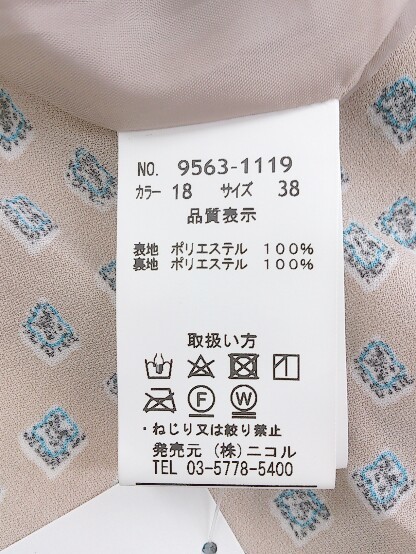 NO. 9563-1119
カラー 18 サイズ 38
品質表示
表地 ポリエステル 100%
裏地 ポリエステル 100%
取扱い方
F W
・ねじり又は絞り禁止
発売元 (株)ニコル
TEL 03-5778-5400